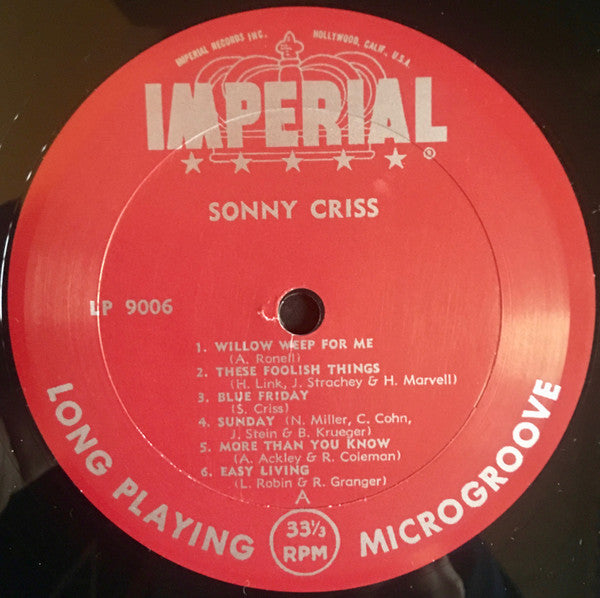 IMPERIAL RECORDS INC. HOLLYWOOD, CALIF. U.S.A.
IMPERIAL
®
SONNY CRISS
LP 9006
1. WILLOW WEEP FOR ME
(A. Ronell)
2. THESE FOOLISH THINGS
(H. Link, J. Strachey & H. Marvell)
3. BLUE FRIDAY
(S. Criss)
4. SUNDAY (N. Miller, C. Cohn,
J. Stein & B. Krueger)
5. MORE THAN YOU KNOW
(A. Ackley & R. Coleman)
6. EASY LIVING
(L. Robin & R. Granger)
A
LONG PLAYING
33⅓
RPM
MICROGROOVE